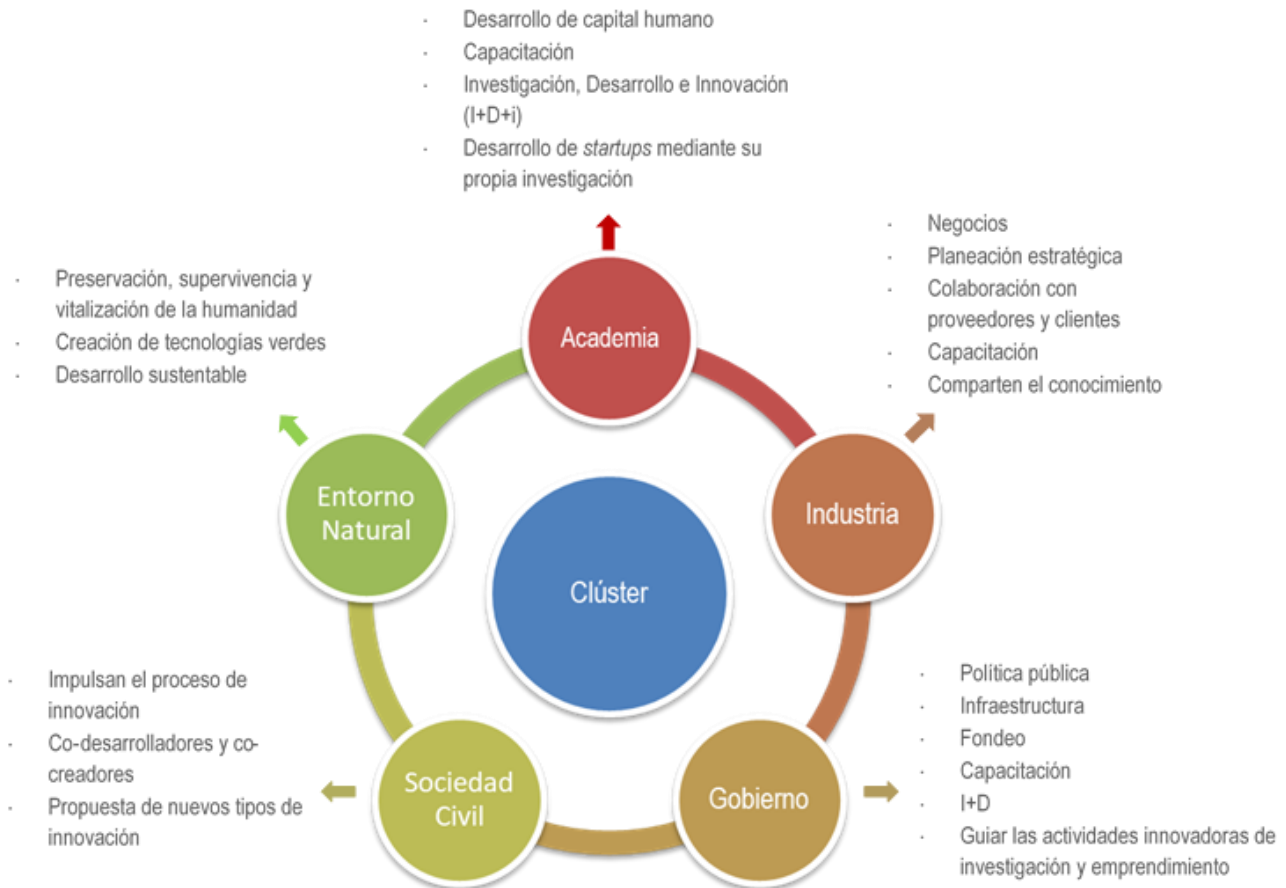 · Desarrollo de capital humano
· Capacitación
· Investigación, Desarrollo e Innovación
(I+D+i)
· Desarrollo de startups mediante su
propia investigación
Academia
· Negocios
· Planeación estratégica
· Colaboración con
proveedores y clientes
· Capacitación
· Comparten el conocimiento
Industria
· Política pública
· Infraestructura
· Fondeo
· Capacitación
· I+D
· Guiar las actividades innovadoras de
investigación y emprendimiento
Gobierno
· Impulsan el proceso de
innovación
· Co-desarrolladores y co-
creadores
· Propuesta de nuevos tipos de
innovación
Sociedad
Civil
· Preservación, supervivencia y
vitalización de la humanidad
· Creación de tecnologías verdes
· Desarrollo sustentable
Entorno
Natural
Clúster